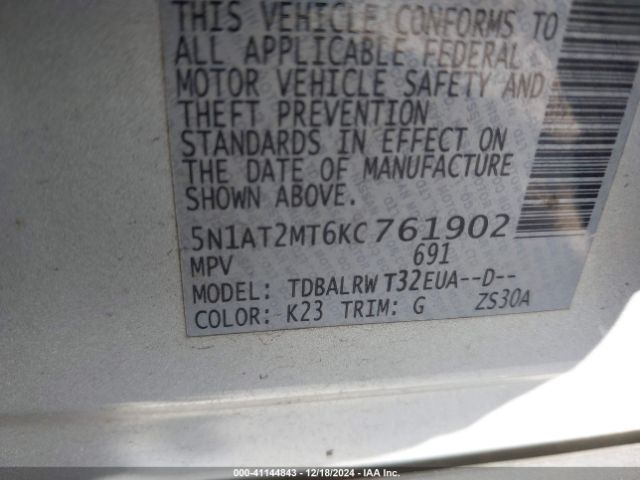 THIS VEHICLE CONFORMS TO
ALL APPLICABLE FEDERAL
MOTOR VEHICLE SAFETY AND
THEFT PREVENTION
STANDARDS IN EFFECT ON
THE DATE OF MANUFACTURE
SHOWN ABOVE.
5N1AT2MT6KC761902
MPV 691
MODEL: TDBALRW T32EUA--D--
COLOR: K23 TRIM: G ZS30A
000-41144843 - 12/18/2024 - IAA Inc.